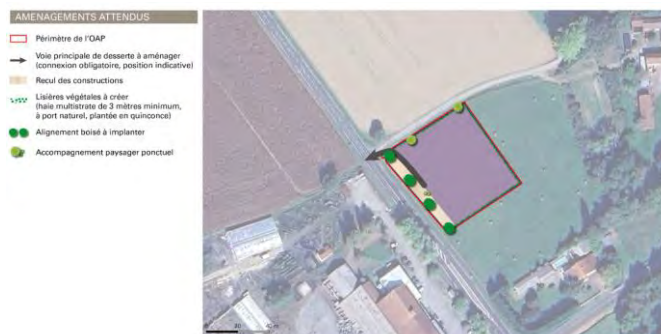 AMENAGEMENTS ATTENDUS
Périmètre de l'OAP
Voie principale de desserte à aménager
(connexion obligatoire, position indicative)
Recul des constructions
Lisières végétales à créer
(haie multistrate de 3 mètres minimum,
à port naturel, plantée en quinconce)
Alignement boisé à implanter
Accompagnement paysager ponctuel